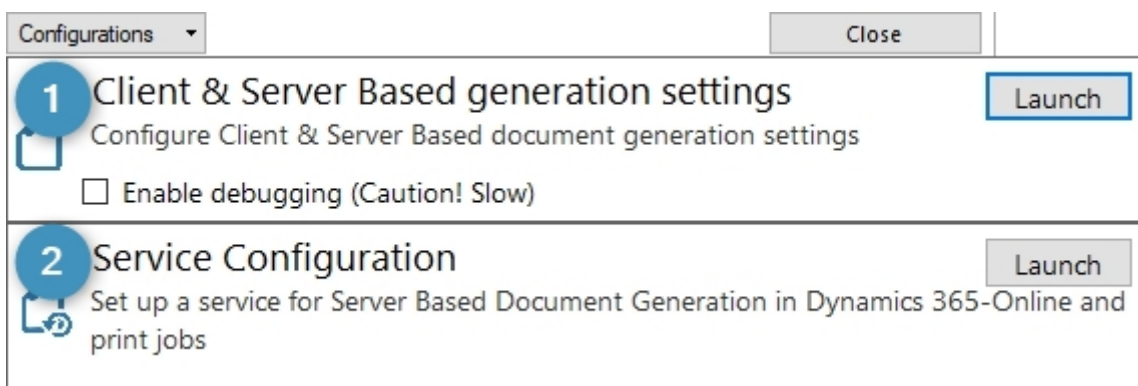 Configurations
Close
1
Client & Server Based generation settings
Launch
Configure Client & Server Based document generation settings
Enable debugging (Caution! Slow)
2
Service Configuration
Launch
Set up a service for Server Based Document Generation in Dynamics 365-Online and
print jobs